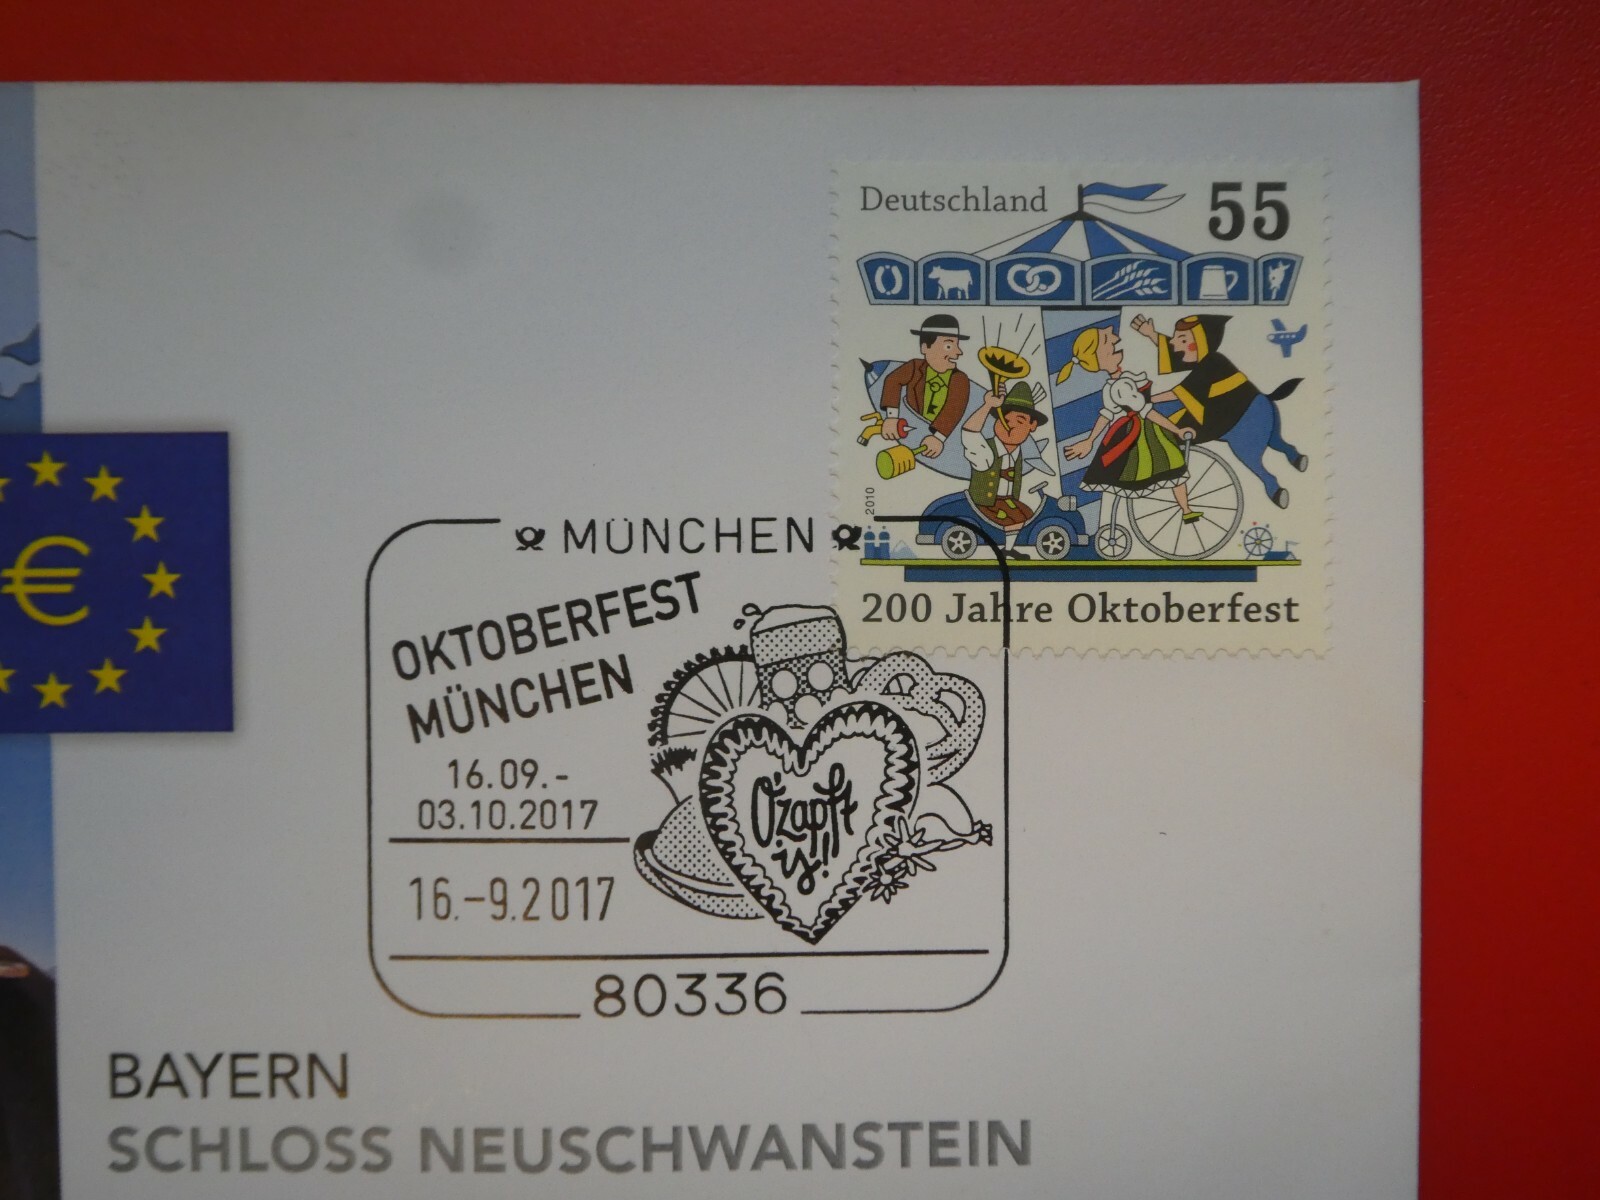 Deutschland 55
2010
200 Jahre Oktoberfest
€
MÜNCHEN
OKTOBERFEST
MÜNCHEN
16.09.-
03.10.2017
16.-9.2017
O'zapft
is!
80336
BAYERN
SCHLOSS NEUSCHWANSTEIN